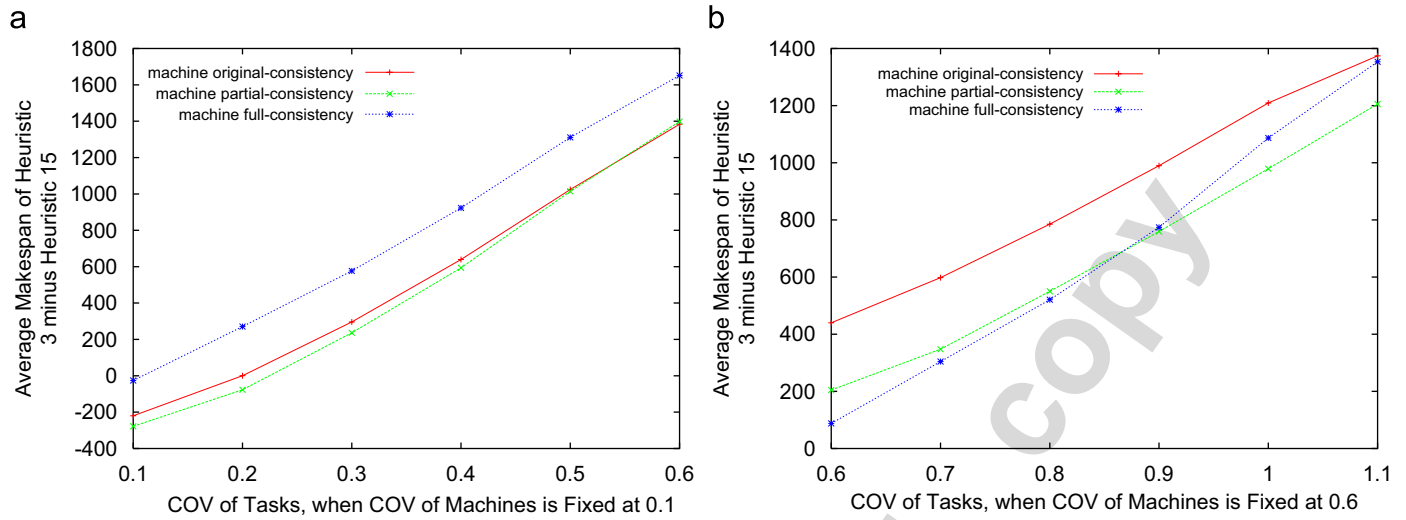 a
1800
1600
1400
1200
1000
800
600
400
200
0
-200
-400
machine original-consistency
machine partial-consistency
machine full-consistency
Average Makespan of Heuristic
3 minus Heuristic 15
0.1 0.2 0.3 0.4 0.5 0.6
COV of Tasks, when COV of Machines is Fixed at 0.1
b
1400
1200
1000
800
600
400
200
0
machine original-consistency
machine partial-consistency
machine full-consistency
Average Makespan of Heuristic
3 minus Heuristic 15
0.6 0.7 0.8 0.9 1 1.1
COV of Tasks, when COV of Machines is Fixed at 0.6
copy